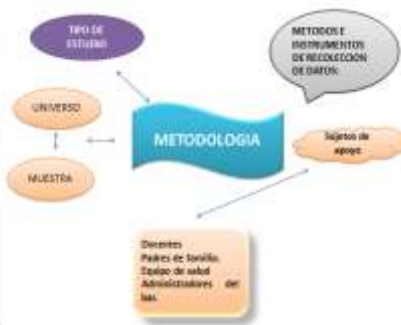 TIPO DE
ESTUDIO
METODOS E
INSTRUMENTOS
DE RECOLECCION
DE DATOS:
UNIVERSO
METODOLOGIA
Sujetos de
apoyo
MUESTRA
Docentes
Padres de familia.
Equipo de salud
Administradores del
bar.